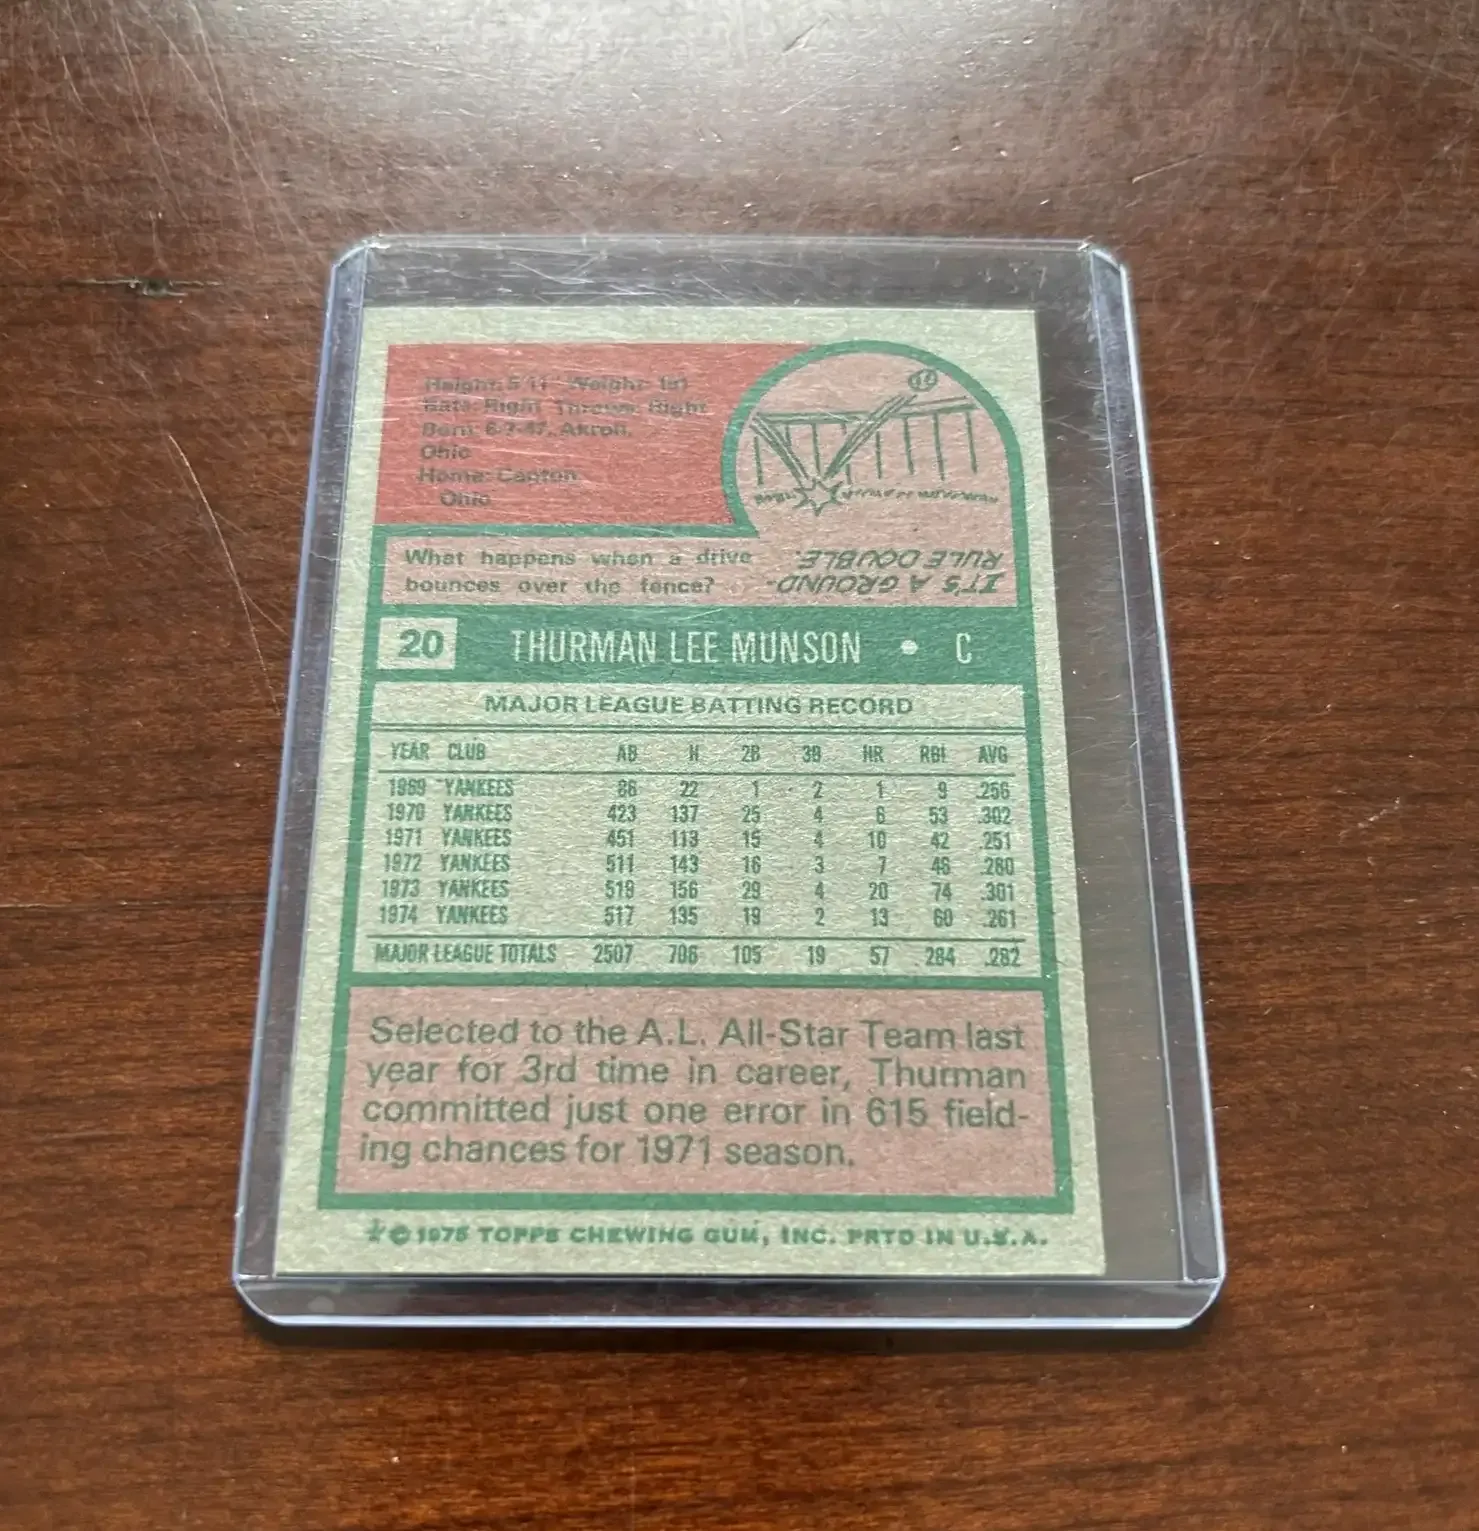 Height: 5'11" Weight: 191
Bats: Right Throws: Right
Born: 6-7-47, Akron,
Ohio
Home: Canton
Ohio
What happens when a drive
bounces over the fence?
IT'S A GROUND-
RULE DOUBLE.
20 THURMAN LEE MUNSON • C
MAJOR LEAGUE BATTING RECORD
YEAR CLUB AB H 2B 3B HR RBI AVG
1969 YANKEES 86 22 1 2 1 9 .256
1970 YANKEES 423 137 25 4 6 53 .302
1971 YANKEES 451 113 15 4 10 42 .251
1972 YANKEES 511 143 16 3 7 46 .280
1973 YANKEES 519 156 29 4 20 74 .301
1974 YANKEES 517 135 19 2 13 60 .261
MAJOR LEAGUE TOTALS 2507 706 105 19 57 284 .282
Selected to the A.L. All-Star Team last
year for 3rd time in career, Thurman
committed just one error in 615 field-
ing chances for 1971 season.
© 1975 TOPPS CHEWING GUM, INC. PRTD IN U.S.A.